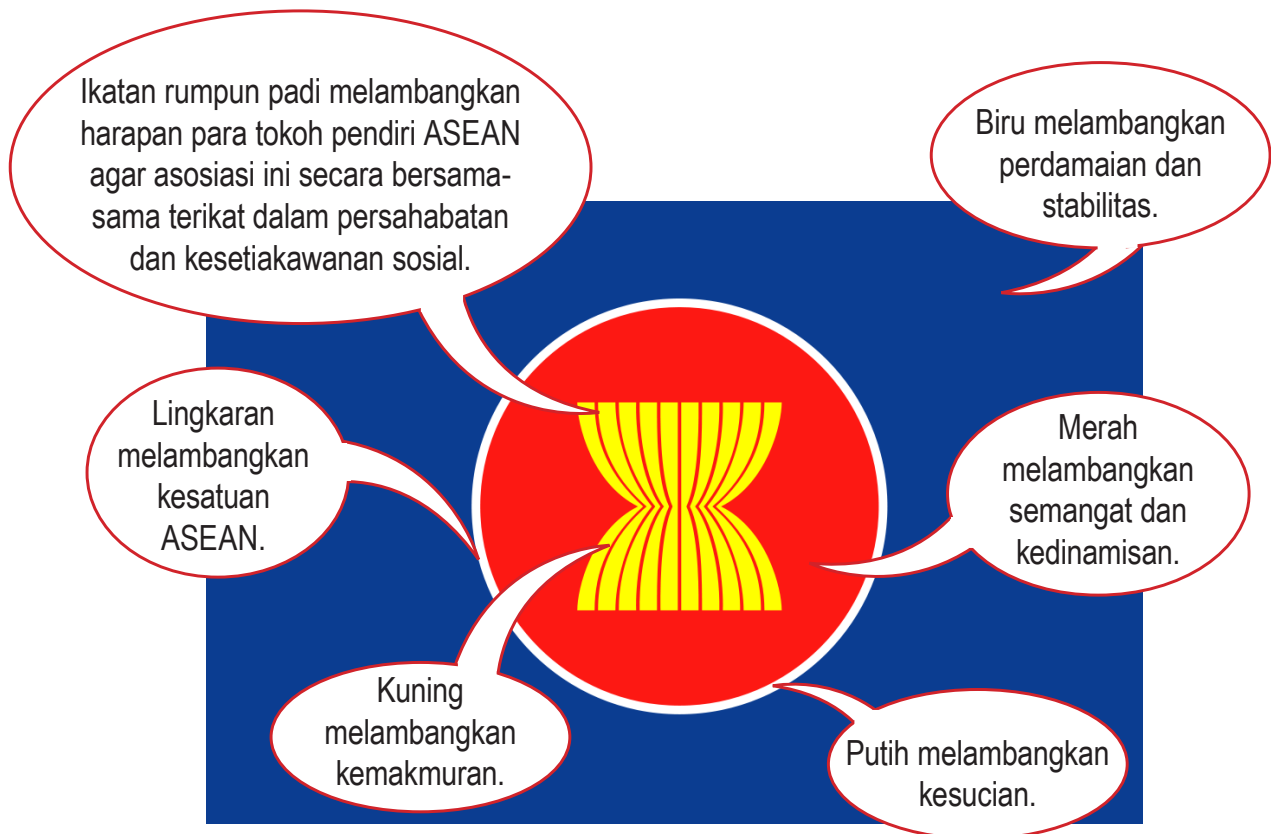 Ikatan rumpun padi melambangkan
harapan para tokoh pendiri ASEAN
agar asosiasi ini secara bersama-
sama terikat dalam persahabatan
dan kesetiakawanan sosial.
Biru melambangkan
perdamaian dan
stabilitas.
Lingkaran
melambangkan
kesatuan
ASEAN.
Merah
melambangkan
semangat dan
kedinamisan.
Kuning
melambangkan
kemakmuran.
Putih melambangkan
kesucian.